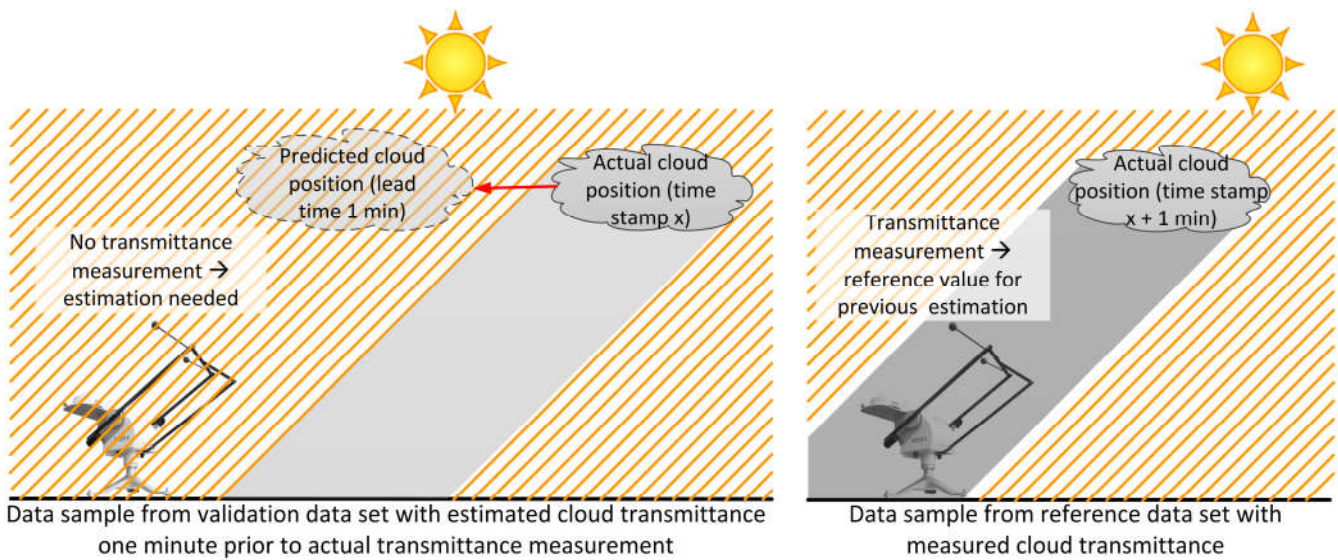 Predicted cloud
position (lead
time 1 min)
Actual cloud
position (time
stamp x)
No transmittance
measurement →
estimation needed
Data sample from validation data set with estimated cloud transmittance
one minute prior to actual transmittance measurement
Actual cloud
position (time stamp
x + 1 min)
Transmittance
measurement →
reference value for
previous estimation
Data sample from reference data set with
measured cloud transmittance